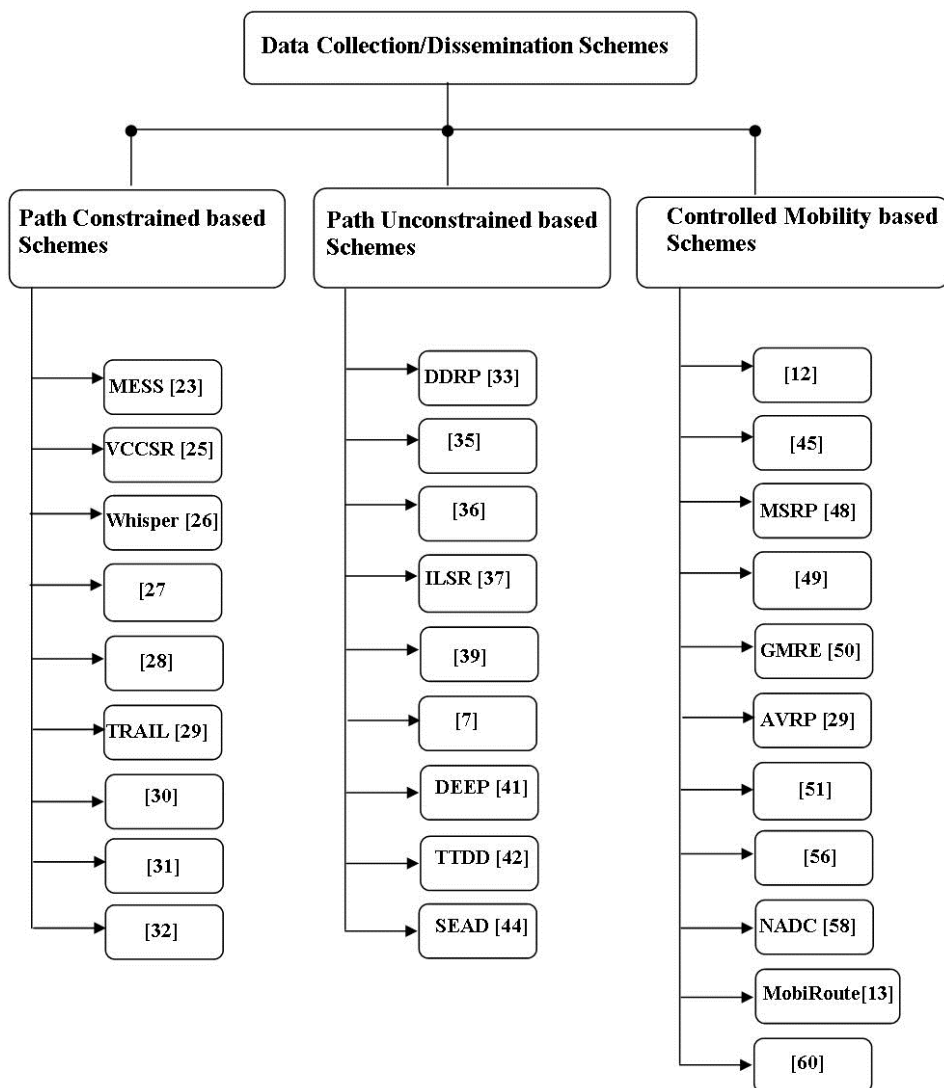 Data Collection/Dissemination Schemes
Path Constrained based
Schemes
Path Unconstrained based
Schemes
Controlled Mobility based
Schemes
MESS [23]
VCCSR [25]
Whisper [26]
[27
[28]
TRAIL [29]
[30]
[31]
[32]
DDRP [33]
[35]
[36]
ILSR [37]
[39]
[7]
DEEP [41]
TTDD [42]
SEAD [44]
[12]
[45]
MSRP [48]
[49]
GMRE [50]
AVRP [29]
[51]
[56]
NADC [58]
MobiRoute[13]
[60]